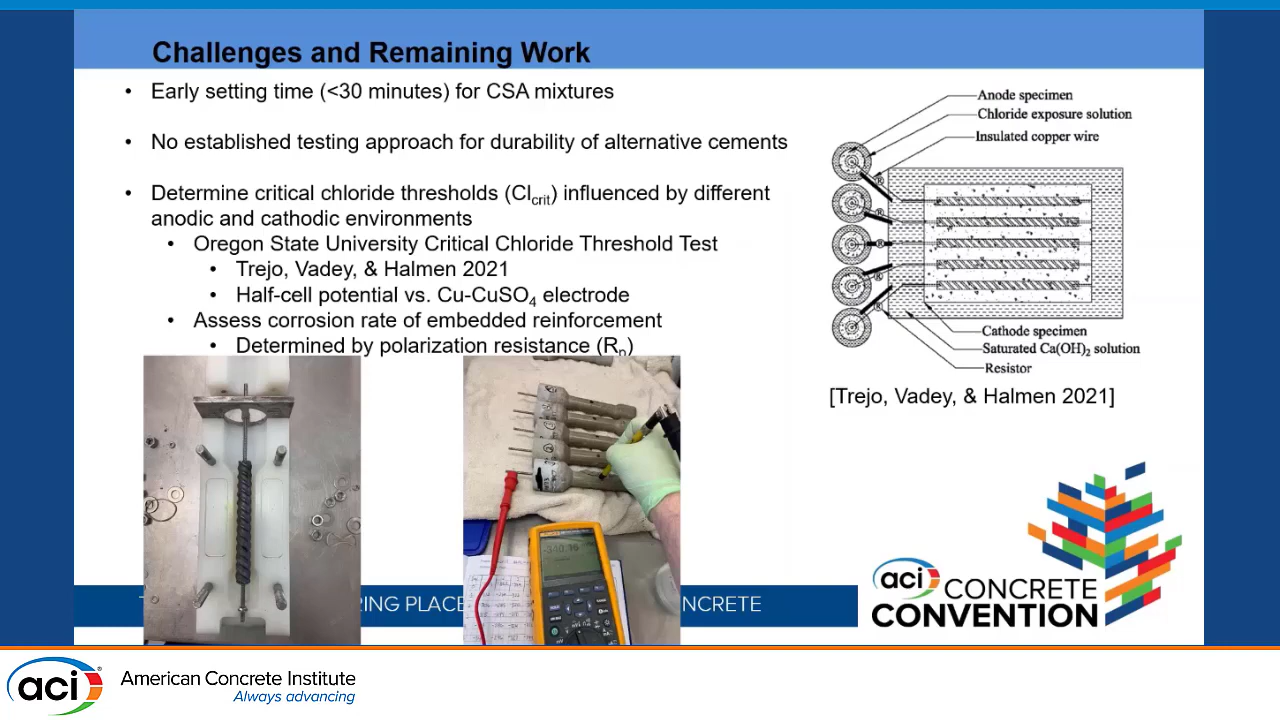 Challenges and Remaining Work
• Early setting time (<30 minutes) for CSA mixtures
• No established testing approach for durability of alternative cements
• Determine critical chloride thresholds (Cl_crit) influenced by different
anodic and cathodic environments
• Oregon State University Critical Chloride Threshold Test
• Trejo, Vadey, & Halmen 2021
• Half-cell potential vs. Cu-CuSO₄ electrode
• Assess corrosion rate of embedded reinforcement
• Determined by polarization resistance (Rₚ)
Anode specimen
Chloride exposure solution
Insulated copper wire
R
R
R
R
R
Cathode specimen
Saturated Ca(OH)₂ solution
Resistor
[Trejo, Vadey, & Halmen 2021]
RING PLACE
NCRETE
aci CONCRETE
CONVENTION
aci®
American Concrete Institute
Always advancing